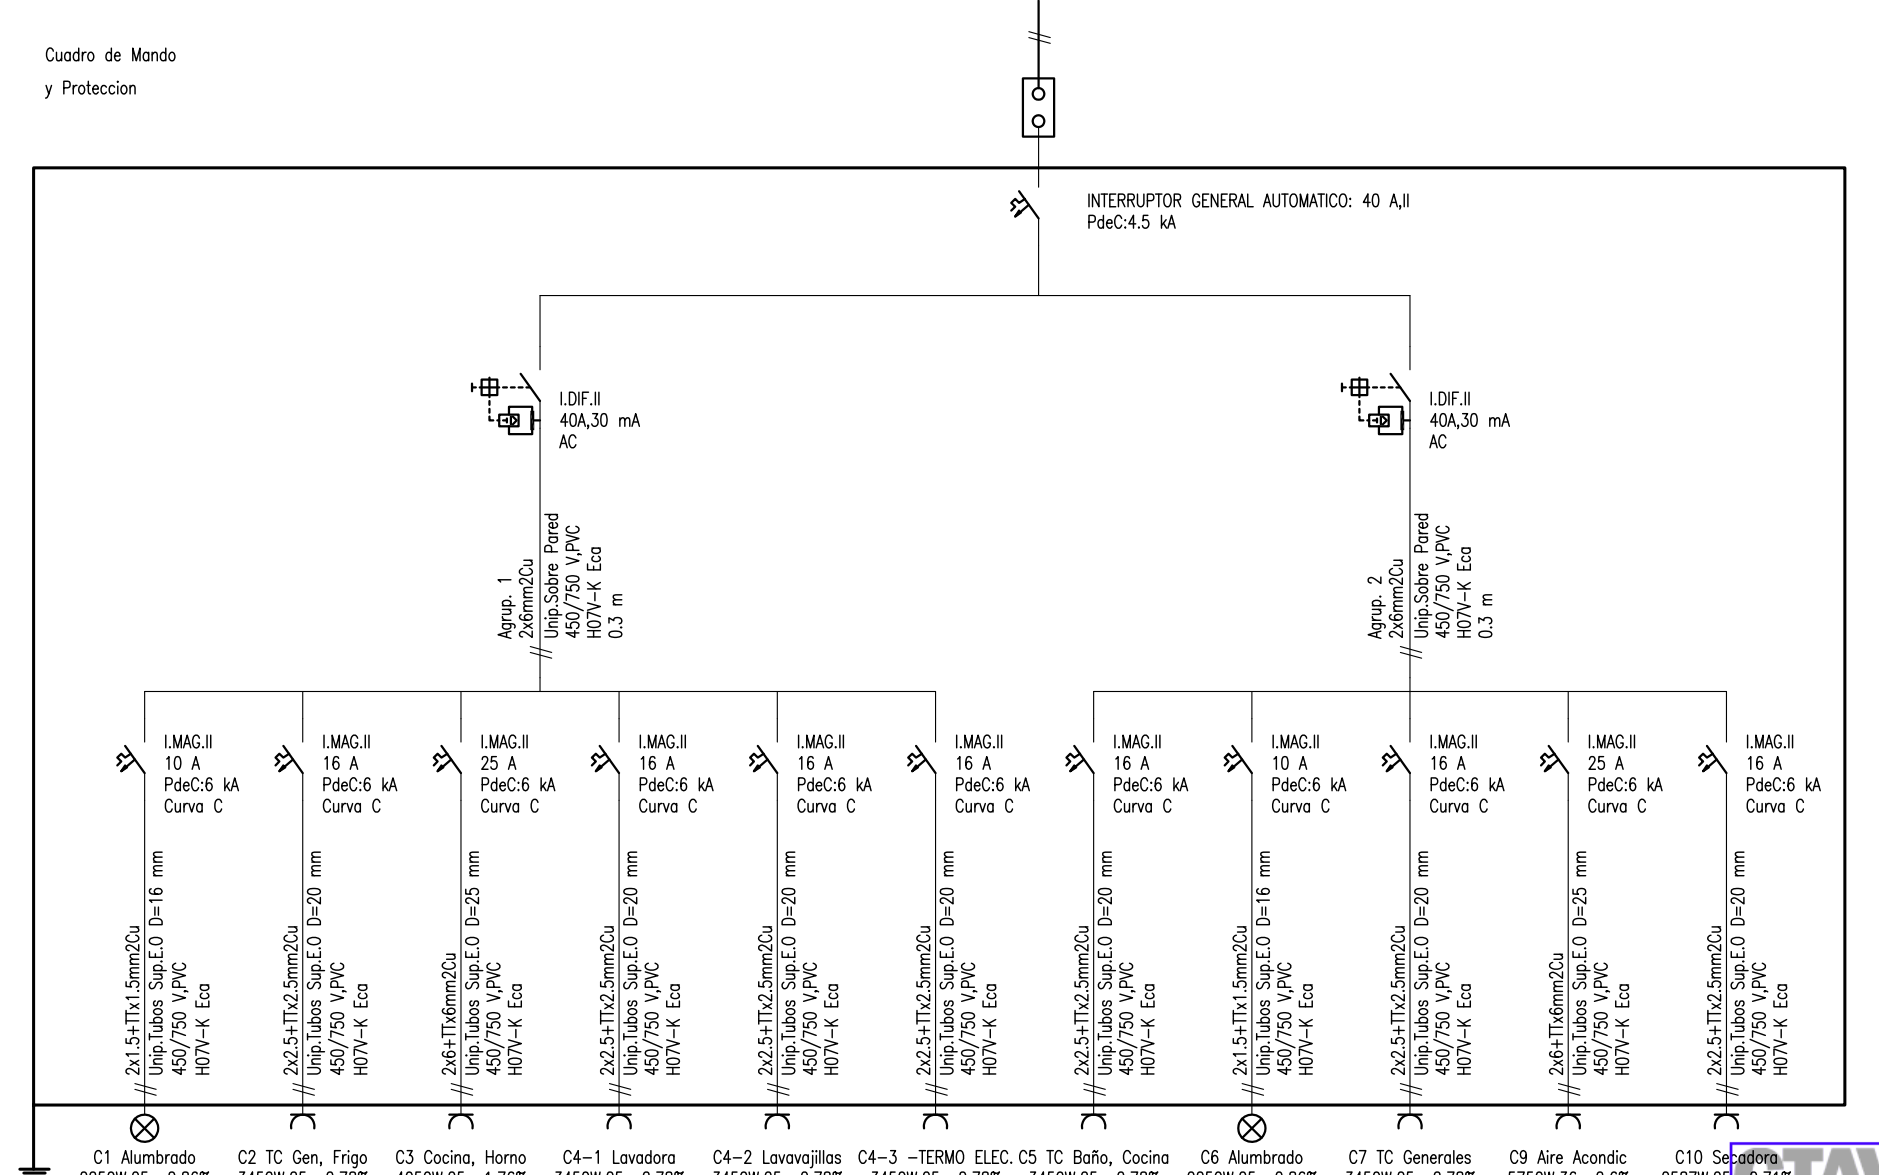 Cuadro de Mando
y Proteccion
INTERRUPTOR GENERAL AUTOMATICO: 40 A,II
PdeC:4.5 kA
I.DIF.II
40A,30 mA
AC
I.DIF.II
40A,30 mA
AC
Agrup. 1
2x6mm2Cu
Unip.Sobre Pared
450/750 V,PVC
H07V-K Eca
0.3 m
Agrup. 2
2x6mm2Cu
Unip.Sobre Pared
450/750 V,PVC
H07V-K Eca
0.3 m
I.MAG.II
10 A
PdeC:6 kA
Curva C
I.MAG.II
16 A
PdeC:6 kA
Curva C
I.MAG.II
25 A
PdeC:6 kA
Curva C
I.MAG.II
16 A
PdeC:6 kA
Curva C
I.MAG.II
16 A
PdeC:6 kA
Curva C
I.MAG.II
16 A
PdeC:6 kA
Curva C
I.MAG.II
16 A
PdeC:6 kA
Curva C
I.MAG.II
10 A
PdeC:6 kA
Curva C
I.MAG.II
16 A
PdeC:6 kA
Curva C
I.MAG.II
25 A
PdeC:6 kA
Curva C
I.MAG.II
16 A
PdeC:6 kA
Curva C
2x1.5+TTx1.5mm2Cu
Unip.Tubos Sup.E.O D=16 mm
450/750 V,PVC
H07V-K Eca
2x2.5+TTx2.5mm2Cu
Unip.Tubos Sup.E.O D=20 mm
450/750 V,PVC
H07V-K Eca
2x6+TTx6mm2Cu
Unip.Tubos Sup.E.O D=25 mm
450/750 V,PVC
H07V-K Eca
2x2.5+TTx2.5mm2Cu
Unip.Tubos Sup.E.O D=20 mm
450/750 V,PVC
H07V-K Eca
2x2.5+TTx2.5mm2Cu
Unip.Tubos Sup.E.O D=20 mm
450/750 V,PVC
H07V-K Eca
2x2.5+TTx2.5mm2Cu
Unip.Tubos Sup.E.O D=20 mm
450/750 V,PVC
H07V-K Eca
2x2.5+TTx2.5mm2Cu
Unip.Tubos Sup.E.O D=20 mm
450/750 V,PVC
H07V-K Eca
2x1.5+TTx1.5mm2Cu
Unip.Tubos Sup.E.O D=16 mm
450/750 V,PVC
H07V-K Eca
2x2.5+TTx2.5mm2Cu
Unip.Tubos Sup.E.O D=20 mm
450/750 V,PVC
H07V-K Eca
2x6+TTx6mm2Cu
Unip.Tubos Sup.E.O D=25 mm
450/750 V,PVC
H07V-K Eca
2x2.5+TTx2.5mm2Cu
Unip.Tubos Sup.E.O D=20 mm
450/750 V,PVC
H07V-K Eca
C1 Alumbrado
C2 TC Gen, Frigo
C3 Cocina, Horno
C4-1 Lavadora
C4-2 Lavavajillas
C4-3 -TERMO ELEC.
C5 TC Baño, Cocina
C6 Alumbrado
C7 TC Generales
C9 Aire Acondic
C10 Secadora